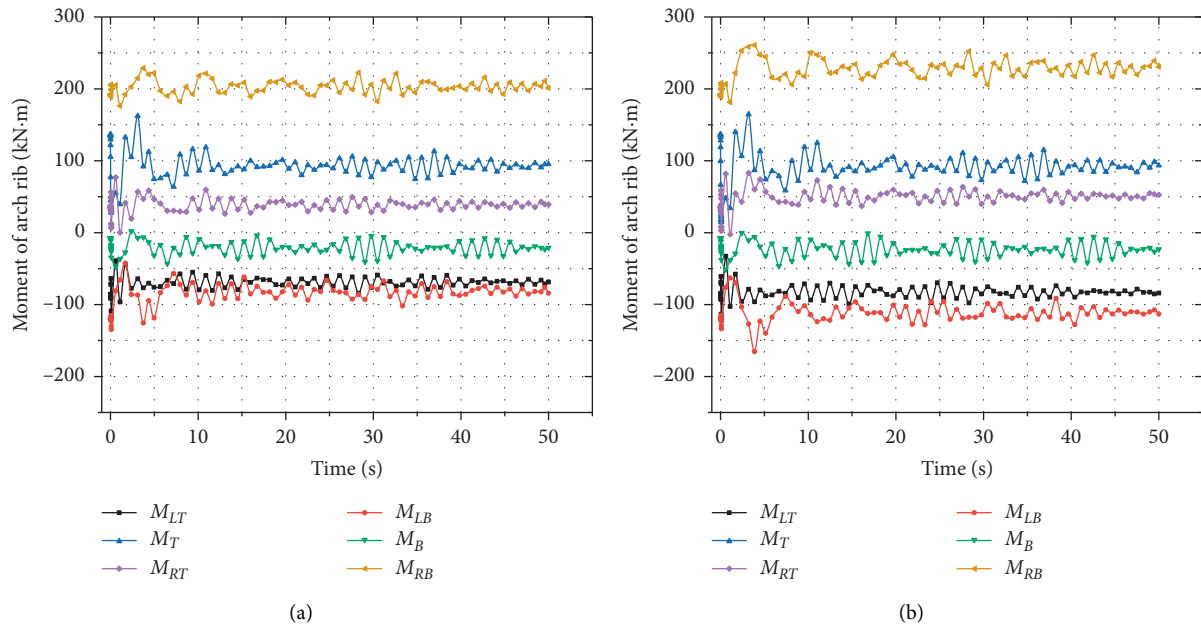 300
200
100
0
−100
−200
Moment of arch rib (kN·m)
0 10 20 30 40 50
Time (s)
M_LT M_LB
M_T M_B
M_RT M_RB
(a)
300
200
100
0
−100
−200
Moment of arch rib (kN·m)
0 10 20 30 40 50
Time (s)
M_LT M_LB
M_T M_B
M_RT M_RB
(b)